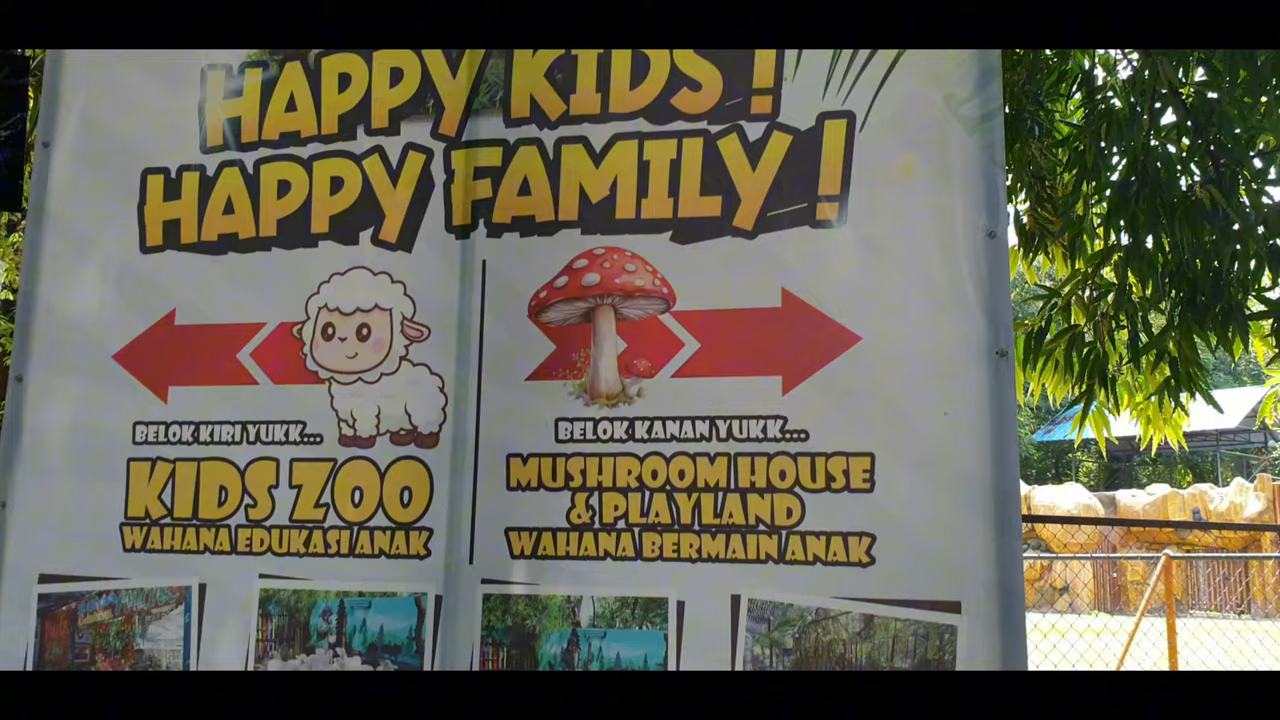 HAPPY KIDS !
HAPPY FAMILY !
BELOK KIRI YUKK...
KIDS ZOO
WAHANA EDUKASI ANAK
BELOK KANAN YUKK...
MUSHROOM HOUSE
& PLAYLAND
WAHANA BERMAIN ANAK